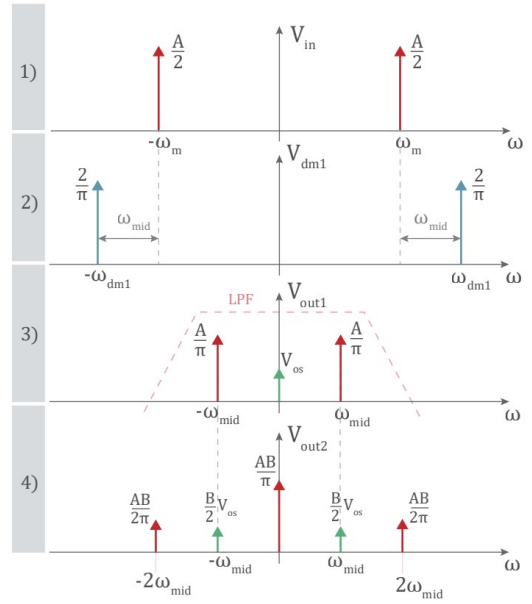 1)
V_in
A/2
A/2
-ω_m
ω_m
ω
2)
V_dm1
2/π
2/π
ω_mid
ω_mid
-ω_dm1
ω_dm1
ω
3)
LPF
V_out1
A/π
A/π
V_os
-ω_mid
ω_mid
ω
4)
V_out2
AB/π
AB/2π
B/2 V_os
B/2 V_os
AB/2π
-ω_mid
ω_mid
ω
-2ω_mid
2ω_mid